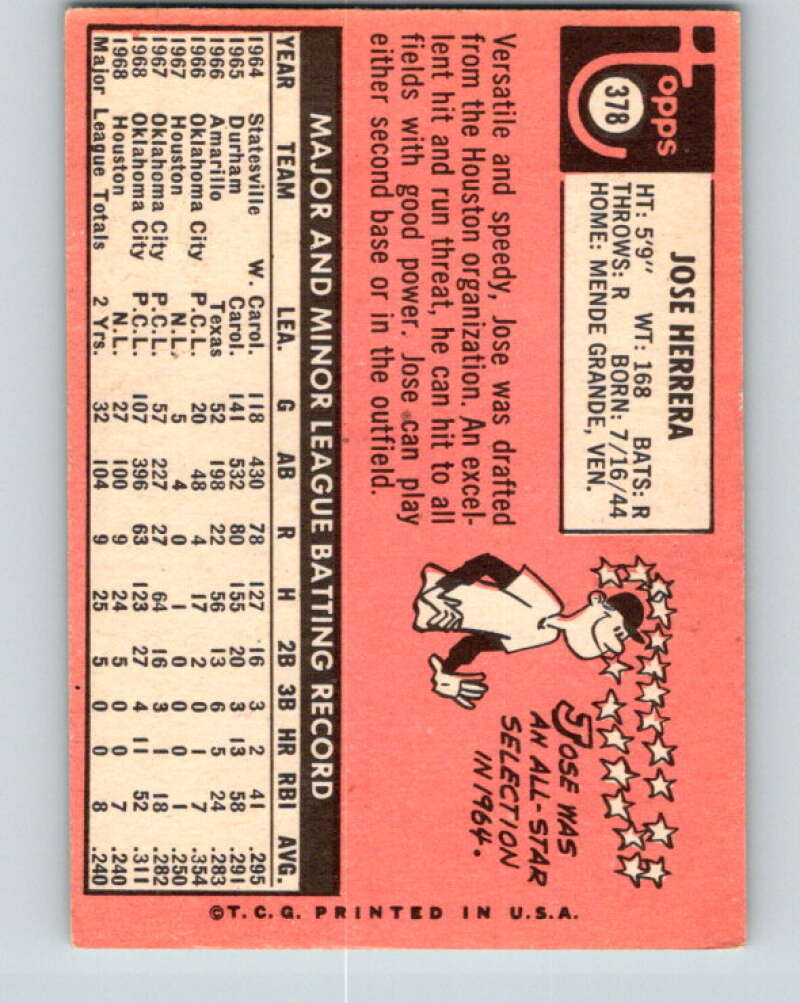 Topps
378
JOSE HERRERA
HT: 5'9" WT: 168 BATS: R
THROWS: R BORN: 7/16/44
HOME: MENDE GRANDE, VEN.
Versatile and speedy, Jose was drafted
from the Houston organization. An excel-
lent hit and run threat, he can hit to all
fields with good power. Jose can play
either second base or in the outfield.
JOSE WAS
AN ALL-STAR
SELECTION
IN 1964.
MAJOR AND MINOR LEAGUE BATTING RECORD
YEAR TEAM LEA. G AB R H 2B 3B HR RBI AVG.
1964 Statesville W. Carol. 118 430 78 127 16 3 2 41 .295
1965 Durham Carol. 141 532 80 155 20 3 13 58 .291
1966 Amarillo Texas 52 198 22 56 13 6 5 24 .283
1966 Oklahoma City P.C.L. 20 48 4 17 2 0 1 7 .354
1967 Houston N.L. 5 4 0 1 0 0 0 1 .250
1967 Oklahoma City P.C.L. 57 227 27 64 16 3 1 18 .282
1968 Oklahoma City P.C.L. 107 396 63 123 27 4 11 52 .311
1968 Houston N.L. 27 100 9 24 5 0 0 7 .240
Major League Totals 2 Yrs. 32 104 9 25 5 0 0 8 .240
©T.C.G. PRINTED IN U.S.A.